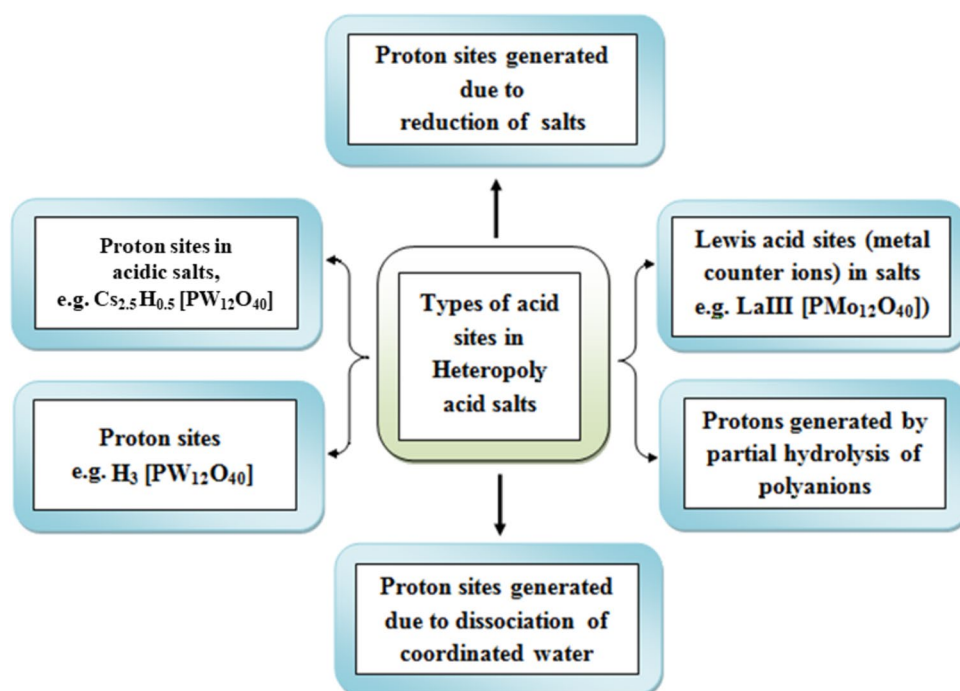 Proton sites generated
due to
reduction of salts
Proton sites in
acidic salts,
e.g. Cs₂.₅H₀.₅ [PW₁₂O₄₀]
Lewis acid sites (metal
counter ions) in salts
e.g. LaIII [PMo₁₂O₄₀])
Types of acid
sites in
Heteropoly
acid salts
Proton sites
e.g. H₃ [PW₁₂O₄₀]
Protons generated by
partial hydrolysis of
polyanions
Proton sites generated
due to dissociation of
coordinated water